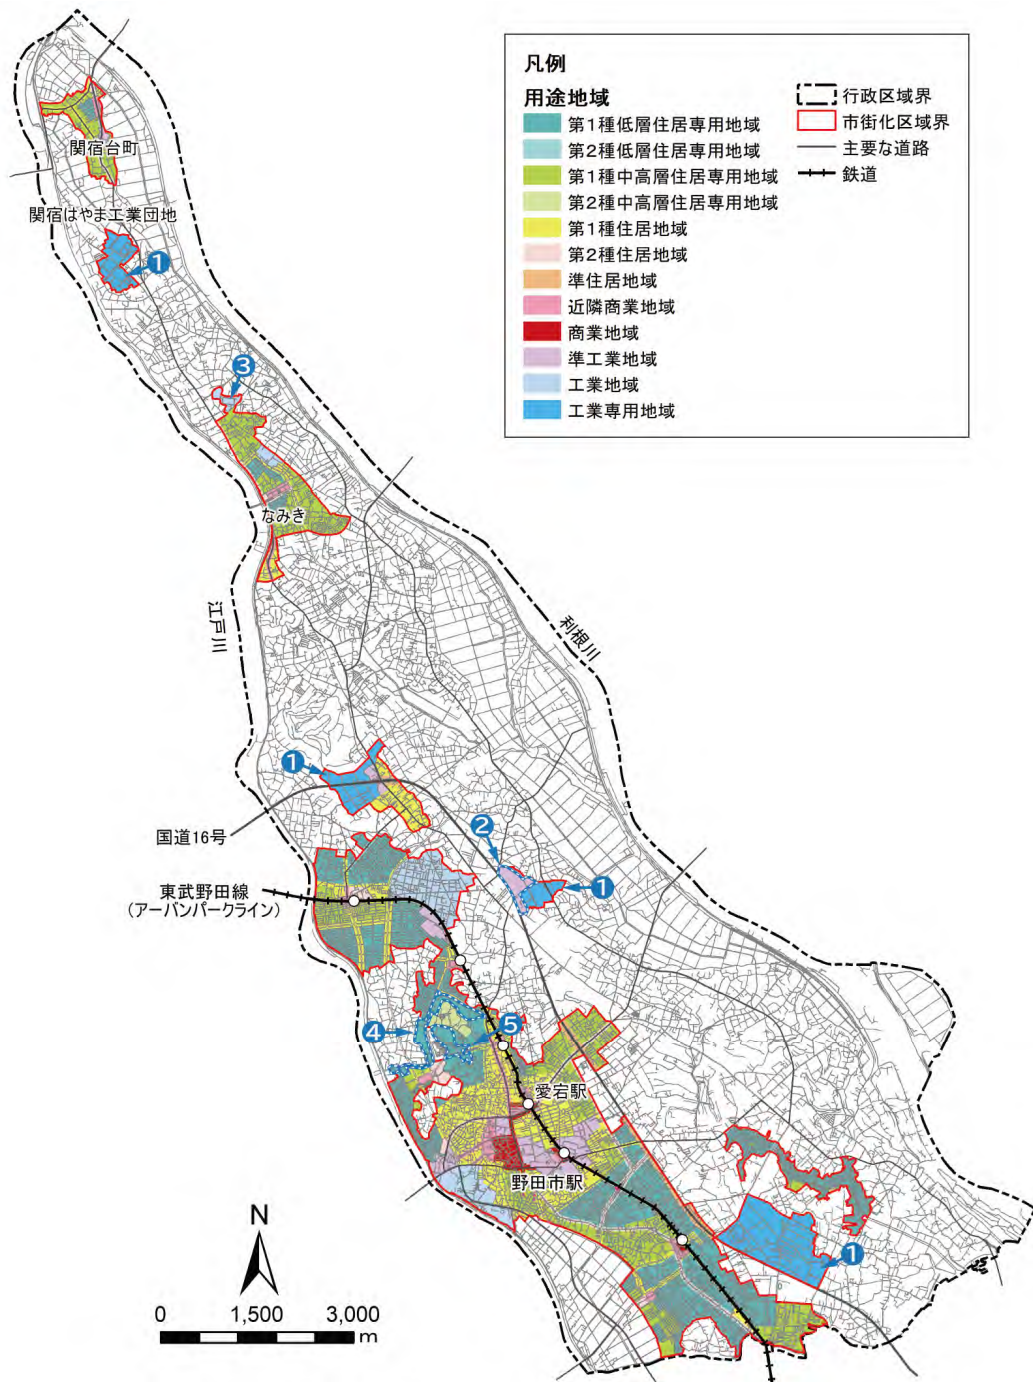 凡例
用途地域
第1種低層住居専用地域
第2種低層住居専用地域
第1種中高層住居専用地域
第2種中高層住居専用地域
第1種住居地域
第2種住居地域
準住居地域
近隣商業地域
商業地域
準工業地域
工業地域
工業専用地域
行政区域界
市街化区域界
主要な道路
鉄道
関宿台町
関宿はやま工業団地
1
3
なみき
江戸川
利根川
1
国道16号
2
1
東武野田線
(アーバンパークライン)
4
5
愛宕駅
野田市駅
1
N
0 1,500 3,000
m